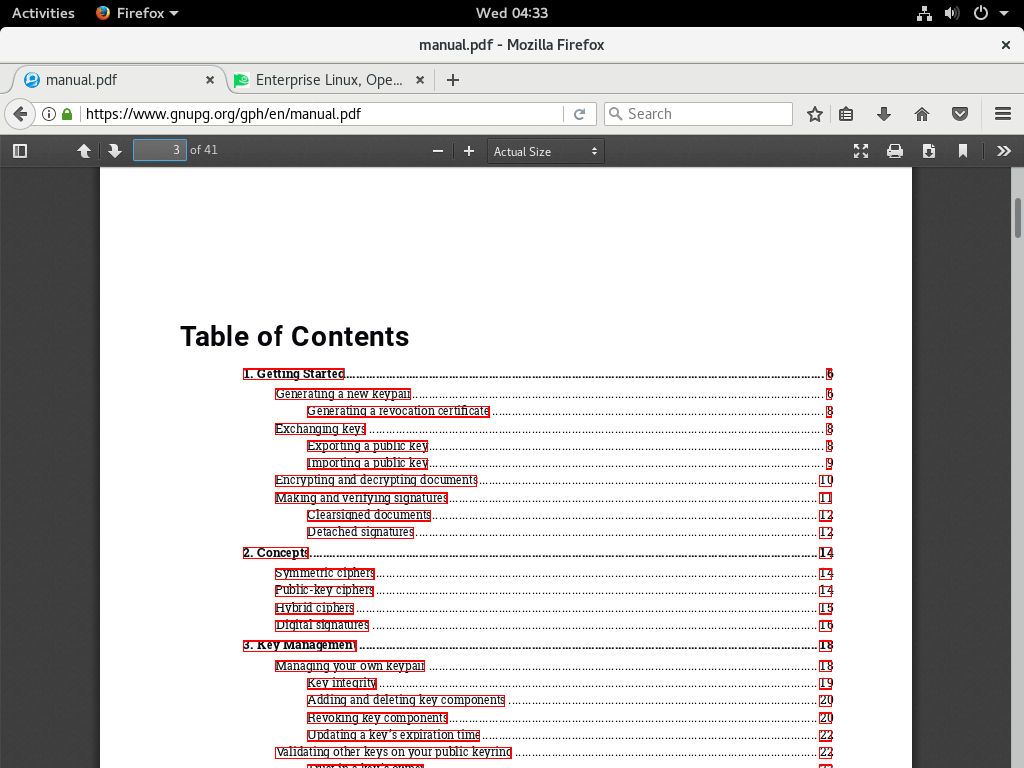 Activities Firefox Wed 04:33
manual.pdf - Mozilla Firefox
manual.pdf Enterprise Linux, Ope...
https://www.gnupg.org/gph/en/manual.pdf Search
3 of 41 Actual Size
Table of Contents
1. Getting Started 6
Generating a new keypair 6
Generating a revocation certificate 8
Exchanging keys 8
Exporting a public key 8
Importing a public key 9
Encrypting and decrypting documents 10
Making and verifying signatures 11
Clearsigned documents 12
Detached signatures 12
2. Concepts 14
Symmetric ciphers 14
Public-key ciphers 14
Hybrid ciphers 15
Digital signatures 16
3. Key Management 18
Managing your own keypair 18
Key integrity 19
Adding and deleting key components 20
Revoking key components 20
Updating a key's expiration time 22
Validating other keys on your public keyring 22
Trust in a key's owner